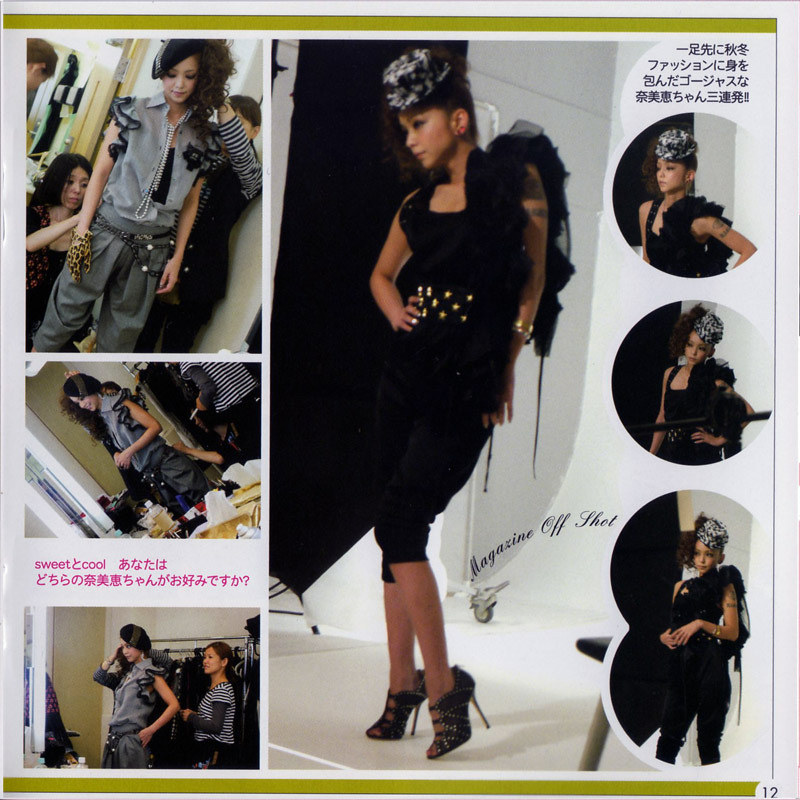 一足先に秋冬
ファッションに身を
包んだゴージャスな
奈美恵ちゃん三連発!!
Magazine Off Shot
sweetとcool　あなたは
どちらの奈美恵ちゃんがお好みですか?
12